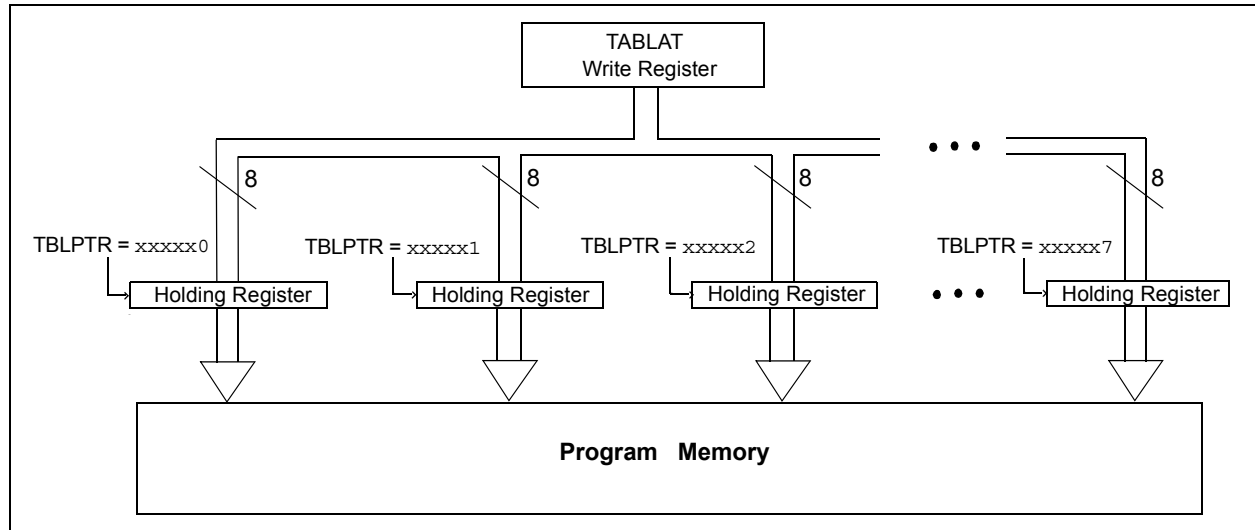 TABLAT
Write Register
8
8
8
8
TBLPTR = xxxxx0
TBLPTR = xxxxx1
TBLPTR = xxxxx2
TBLPTR = xxxxx7
Holding Register
Holding Register
Holding Register
Holding Register
Program Memory